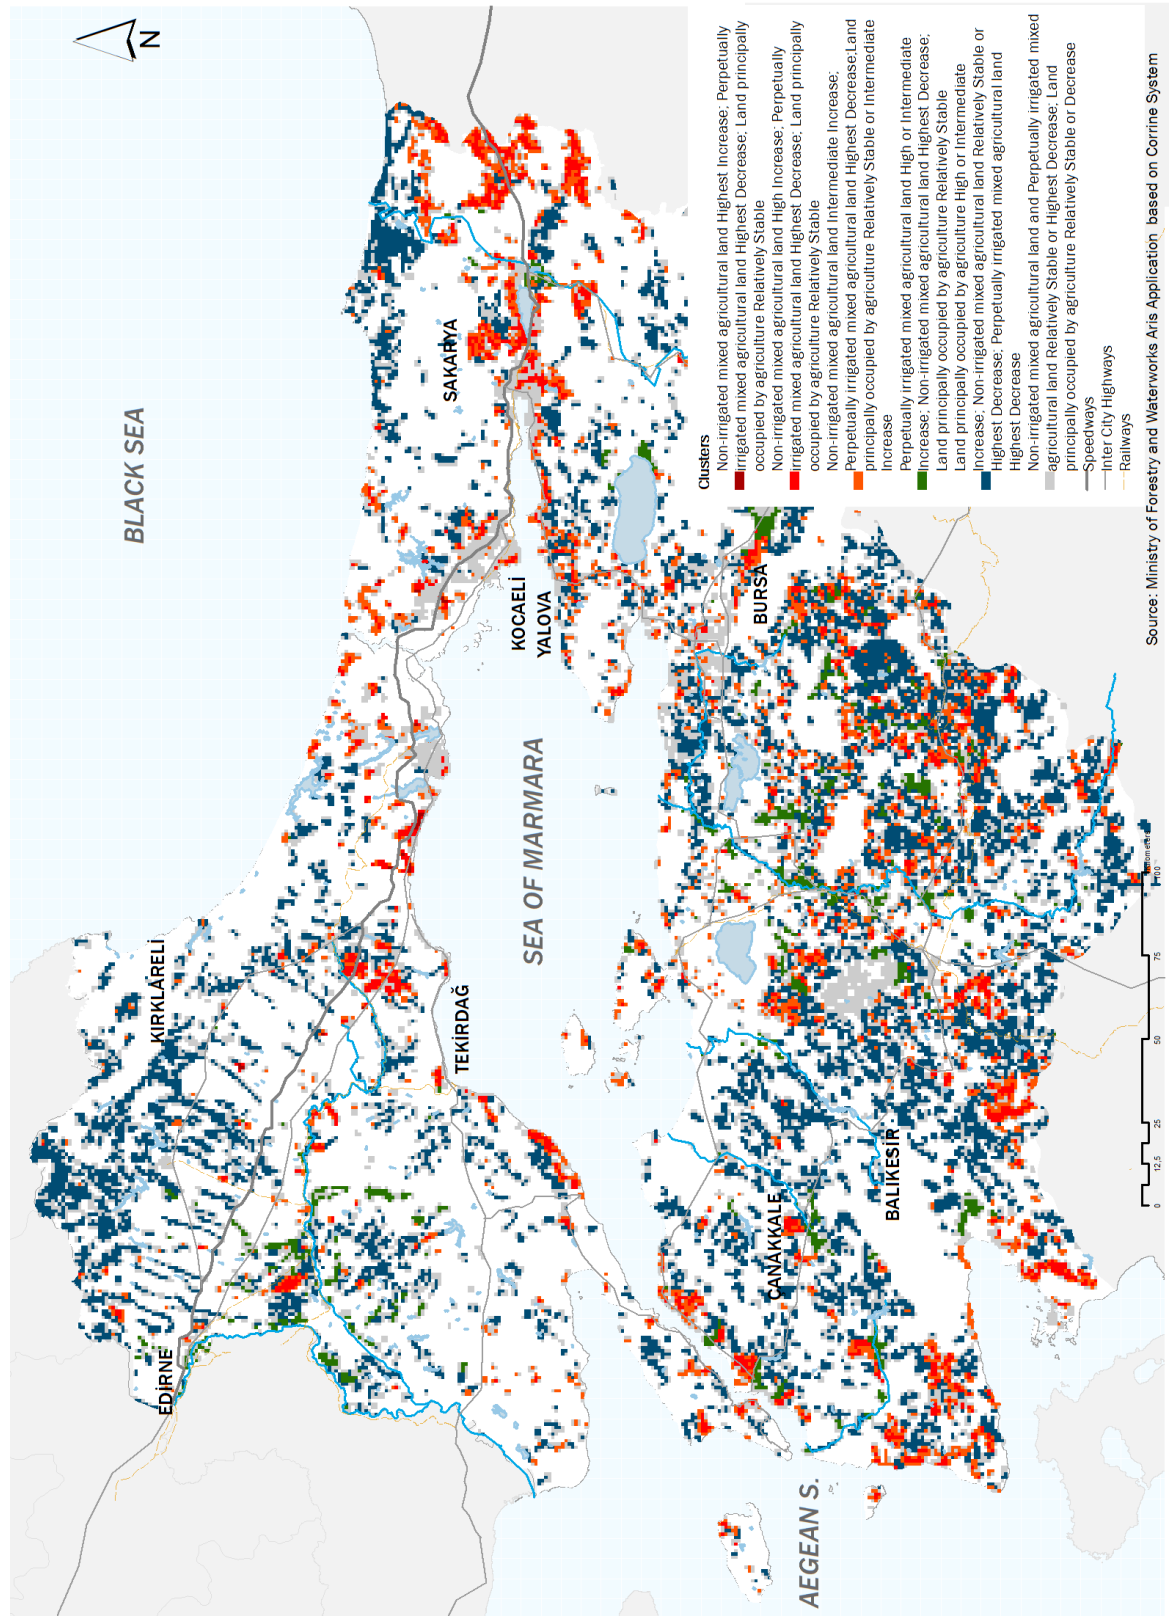 N
BLACK SEA
KIRKLARELİ
EDİRNE
SAKARYA
KOCAELİ
YALOVA
TEKİRDAĞ
SEA OF MARMARA
BURSA
ÇANAKKALE
BALIKESİR
AEGEAN S.
Clusters
Non-irrigated mixed agricultural land Highest Increase; Perpetually
Irrigated mixed agricultural land Highest Decrease; Land principally
occupied by agriculture Relatively Stable
Non-irrigated mixed agricultural land High Increase; Perpetually
Irrigated mixed agricultural land Highest Decrease; Land principally
occupied by agriculture Relatively Stable
Non-irrigated mixed agricultural land Intermediate Increase;
Perpetually irrigated mixed agricultural land Highest Decrease;Land
principally occupied by agriculture Relatively Stable or Intermediate
Increase
Perpetually irrigated mixed agricultural land High or Intermediate
Increase; Non-irrigated mixed agricultural land Highest Decrease;
Land principally occupied by agriculture Relatively Stable
Land principally occupied by agriculture High or Intermediate
Increase; Non-irrigated mixed agricultural land Relatively Stable or
Highest Decrease; Perpetually irrigated mixed agricultural land
Highest Decrease
Non-irrigated mixed agricultural land and Perpetually irrigated mixed
agricultural land Relatively Stable or Highest Decrease; Land
principally occupied by agriculture Relatively Stable or Decrease
Speedways
Inter City Highways
Railways
0 12,5 25 50 75 100
Kilometers
Source: Ministry of Forestry and Waterworks Aris Application based on Corrine System